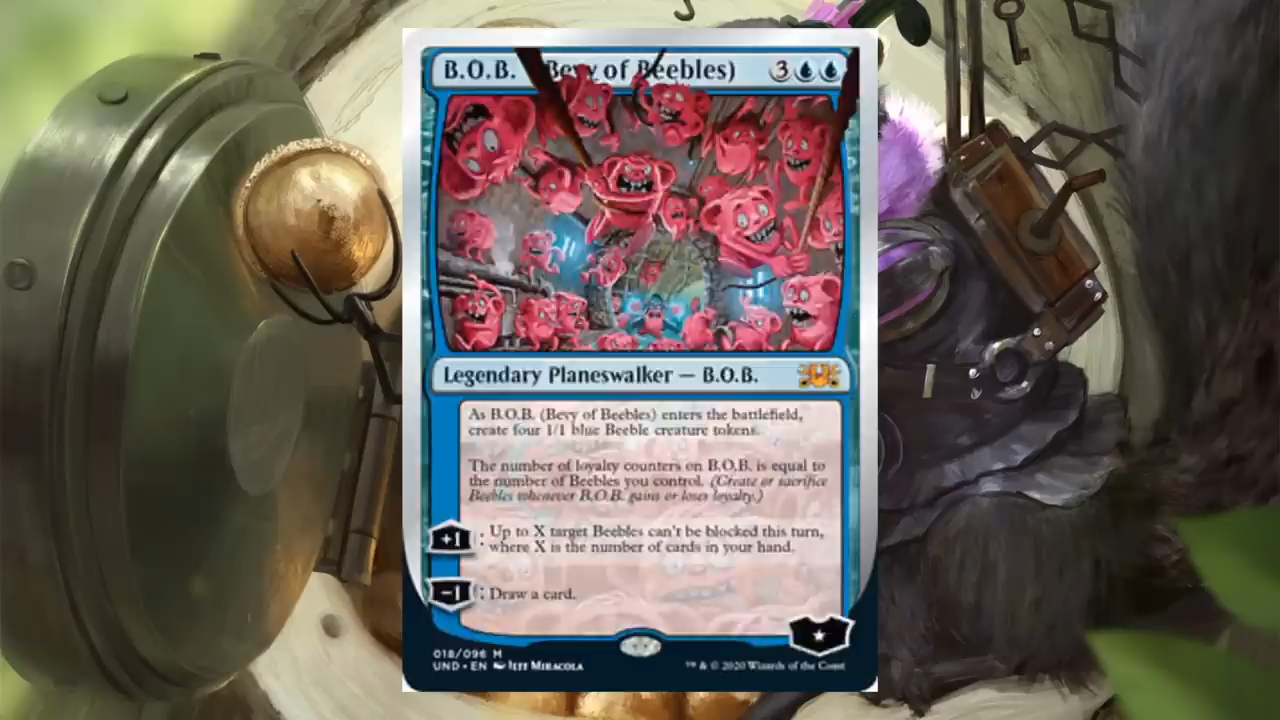 B.O.B. (Bevy of Beebles) 3
Legendary Planeswalker — B.O.B.
As B.O.B. (Bevy of Beebles) enters the battlefield,
create four 1/1 blue Beeble creature tokens.
The number of loyalty counters on B.O.B. is equal to
the number of Beebles you control. (Create or sacrifice
Beebles whenever B.O.B. gains or loses loyalty.)
+1 : Up to X target Beebles can't be blocked this turn,
where X is the number of cards in your hand.
−1 : Draw a card.
018/096 M
UND • EN Jeff Miracola ™ & © 2020 Wizards of the Coast